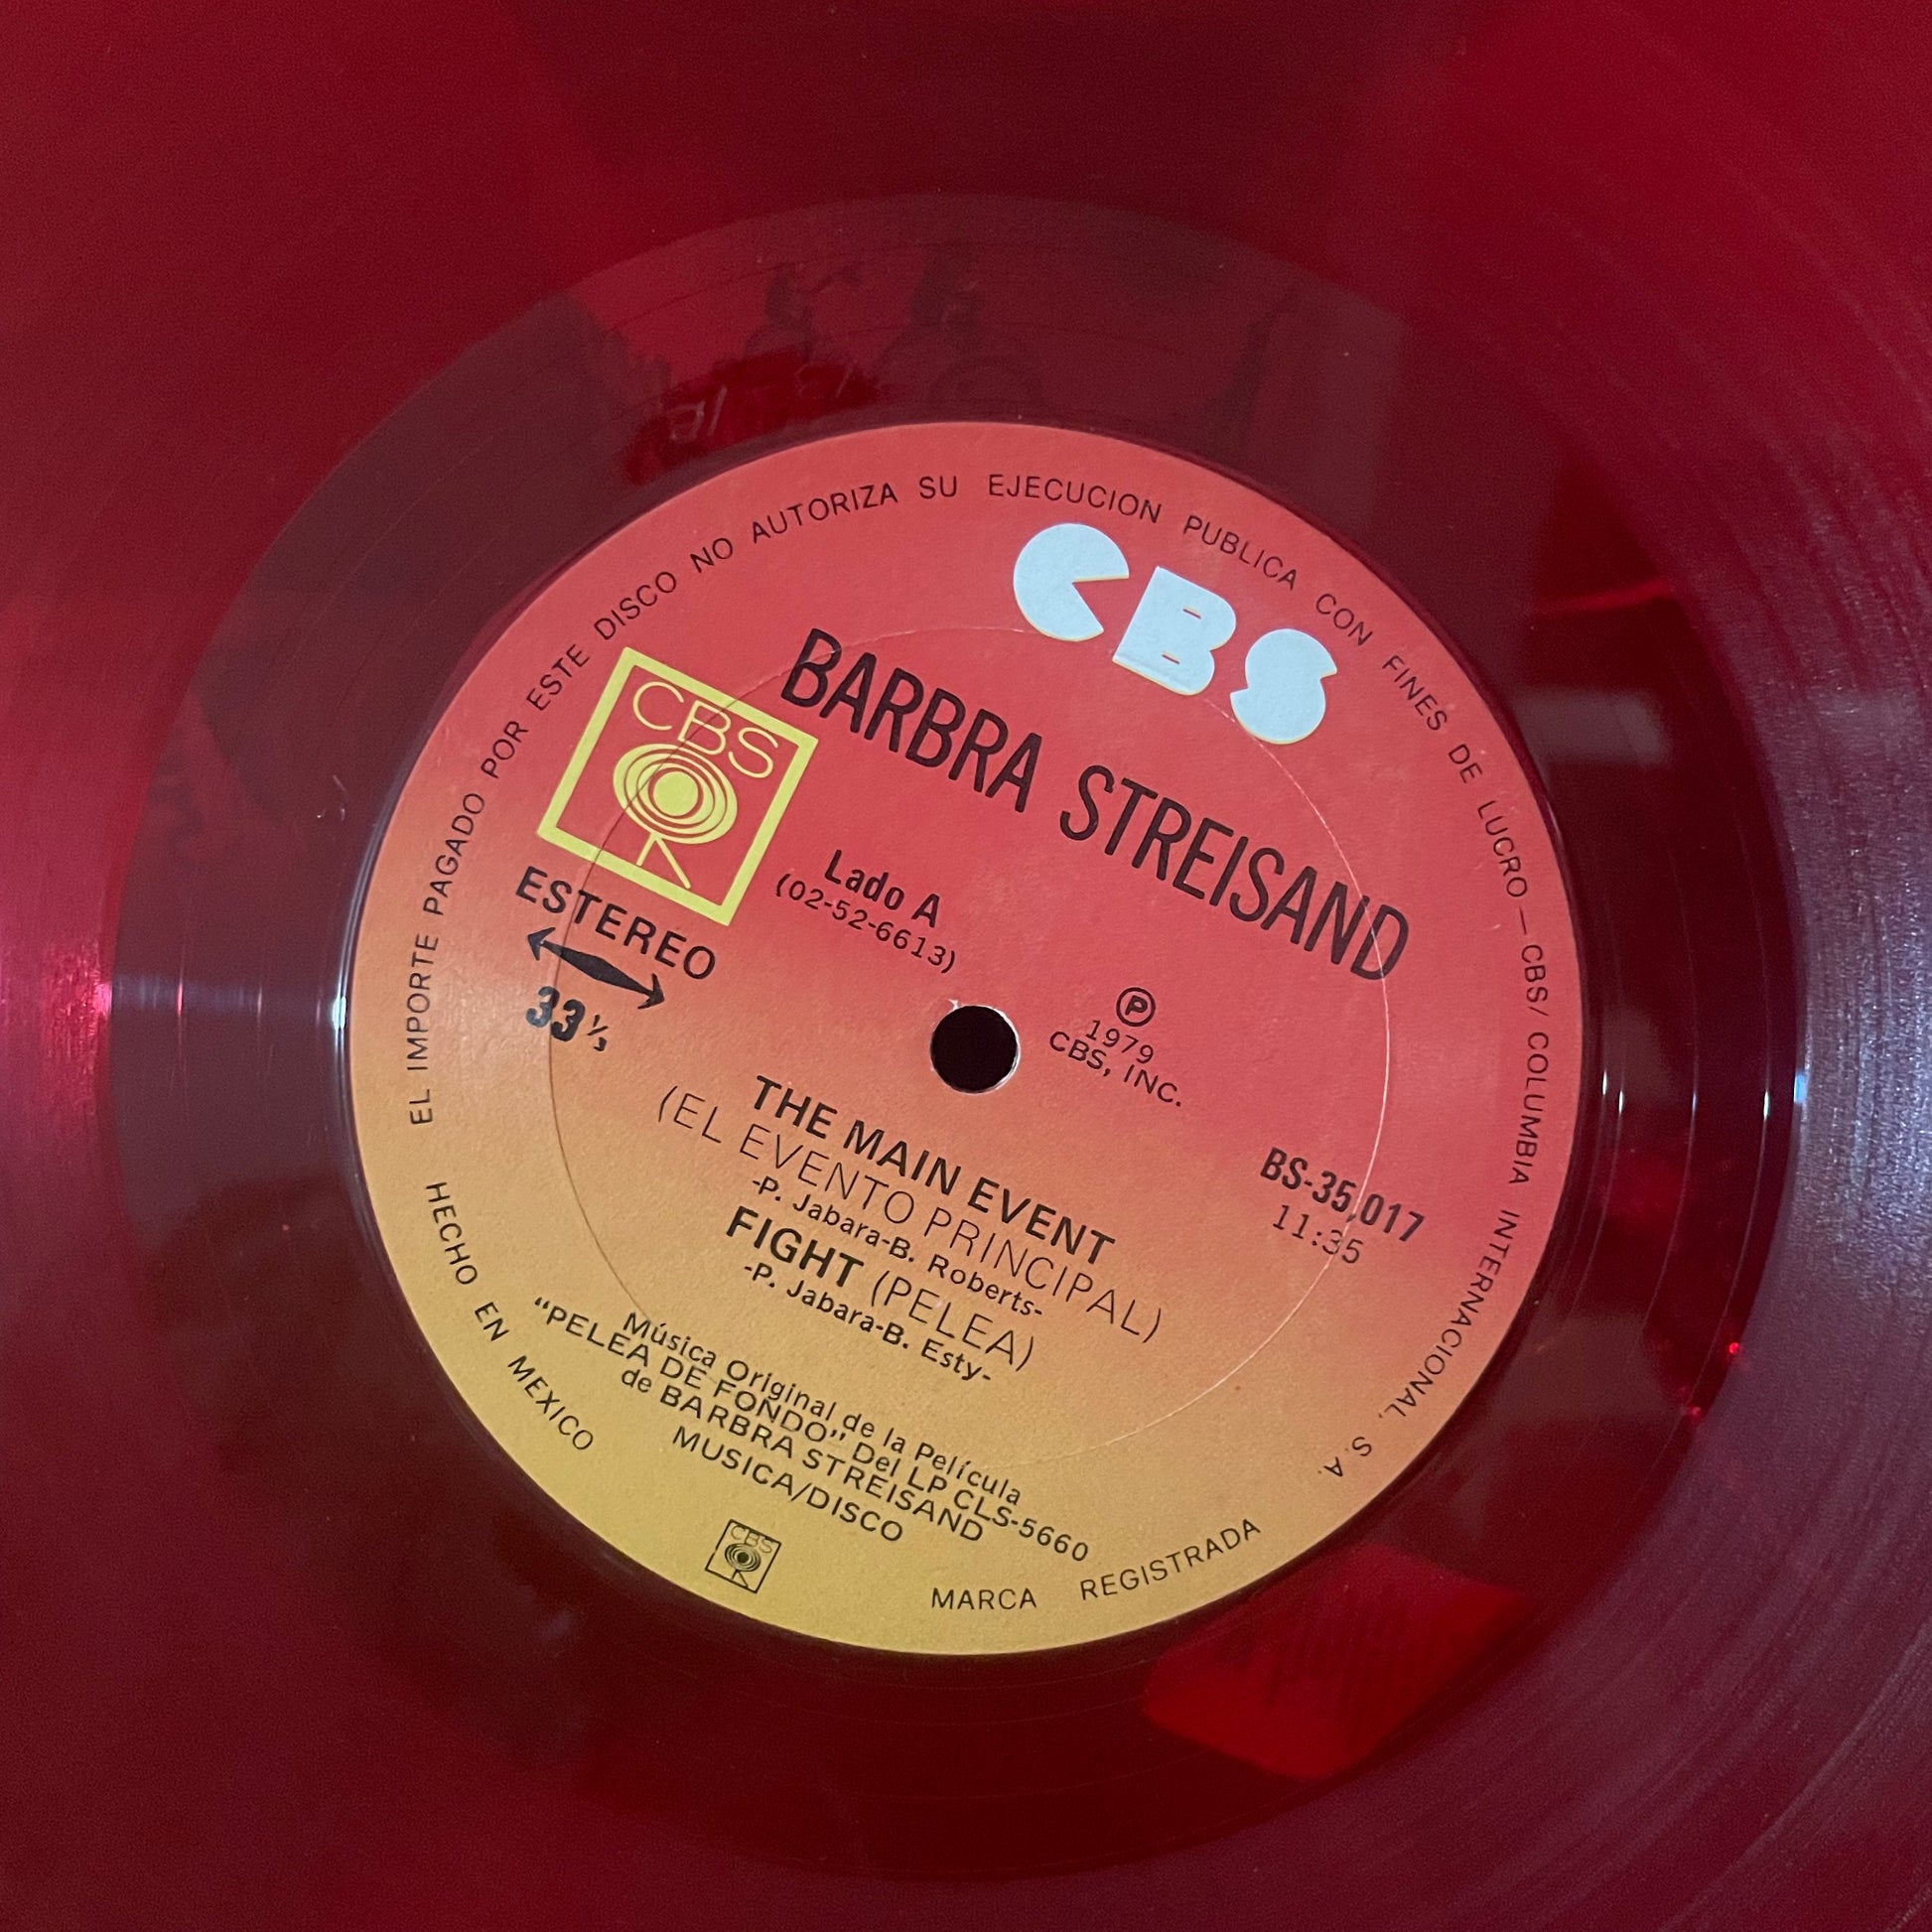 EL IMPORTE PAGADO POR ESTE DISCO NO AUTORIZA SU EJECUCION PUBLICA CON FINES DE LUCRO—CBS/COLUMBIA INTERNACIONAL, S.A.
CBS
BARBRA STREISAND
CBS
ESTEREO
33⅓
Lado A
(02-52-6613)
℗
1979
CBS, INC.
BS-35,017
11:35
THE MAIN EVENT
(EL EVENTO PRINCIPAL)
-P. Jabara-B. Roberts-
FIGHT (PELEA)
-P. Jabara-B. Esty-
Música Original de la Película
"PELEA DE FONDO" Del LP CLS-5660
de BARBRA STREISAND
MUSICA/DISCO
HECHO EN MEXICO
CBS
MARCA REGISTRADA